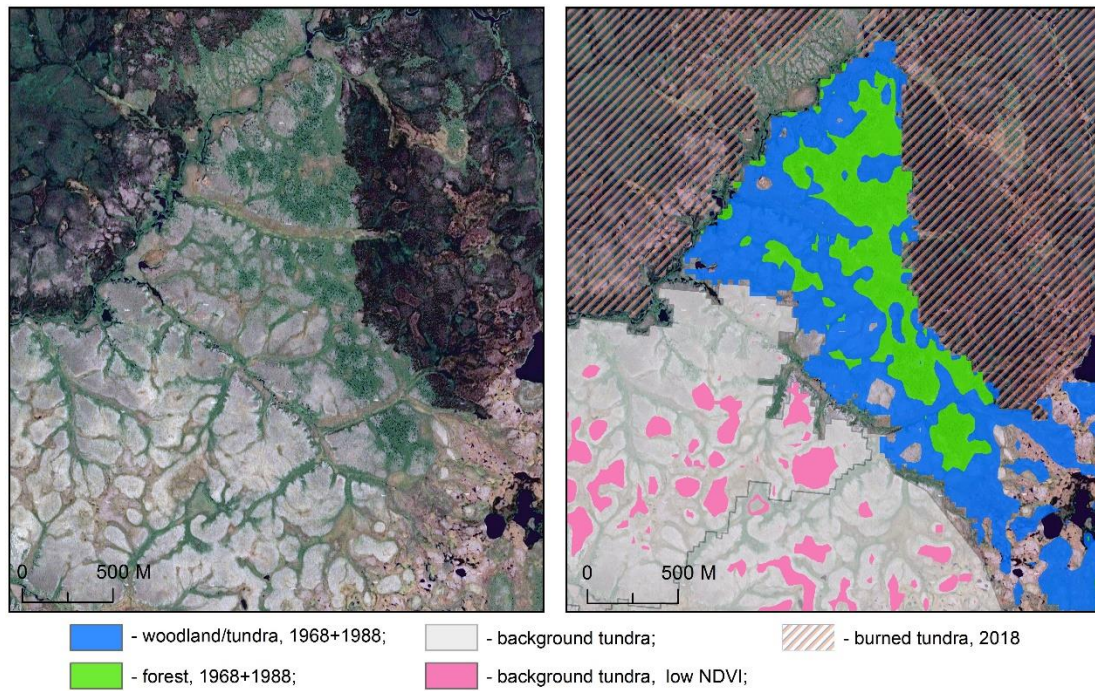 0 500 M
0 500 M
- woodland/tundra, 1968+1988;
- background tundra;
- burned tundra, 2018
- forest, 1968+1988;
- background tundra, low NDVI;